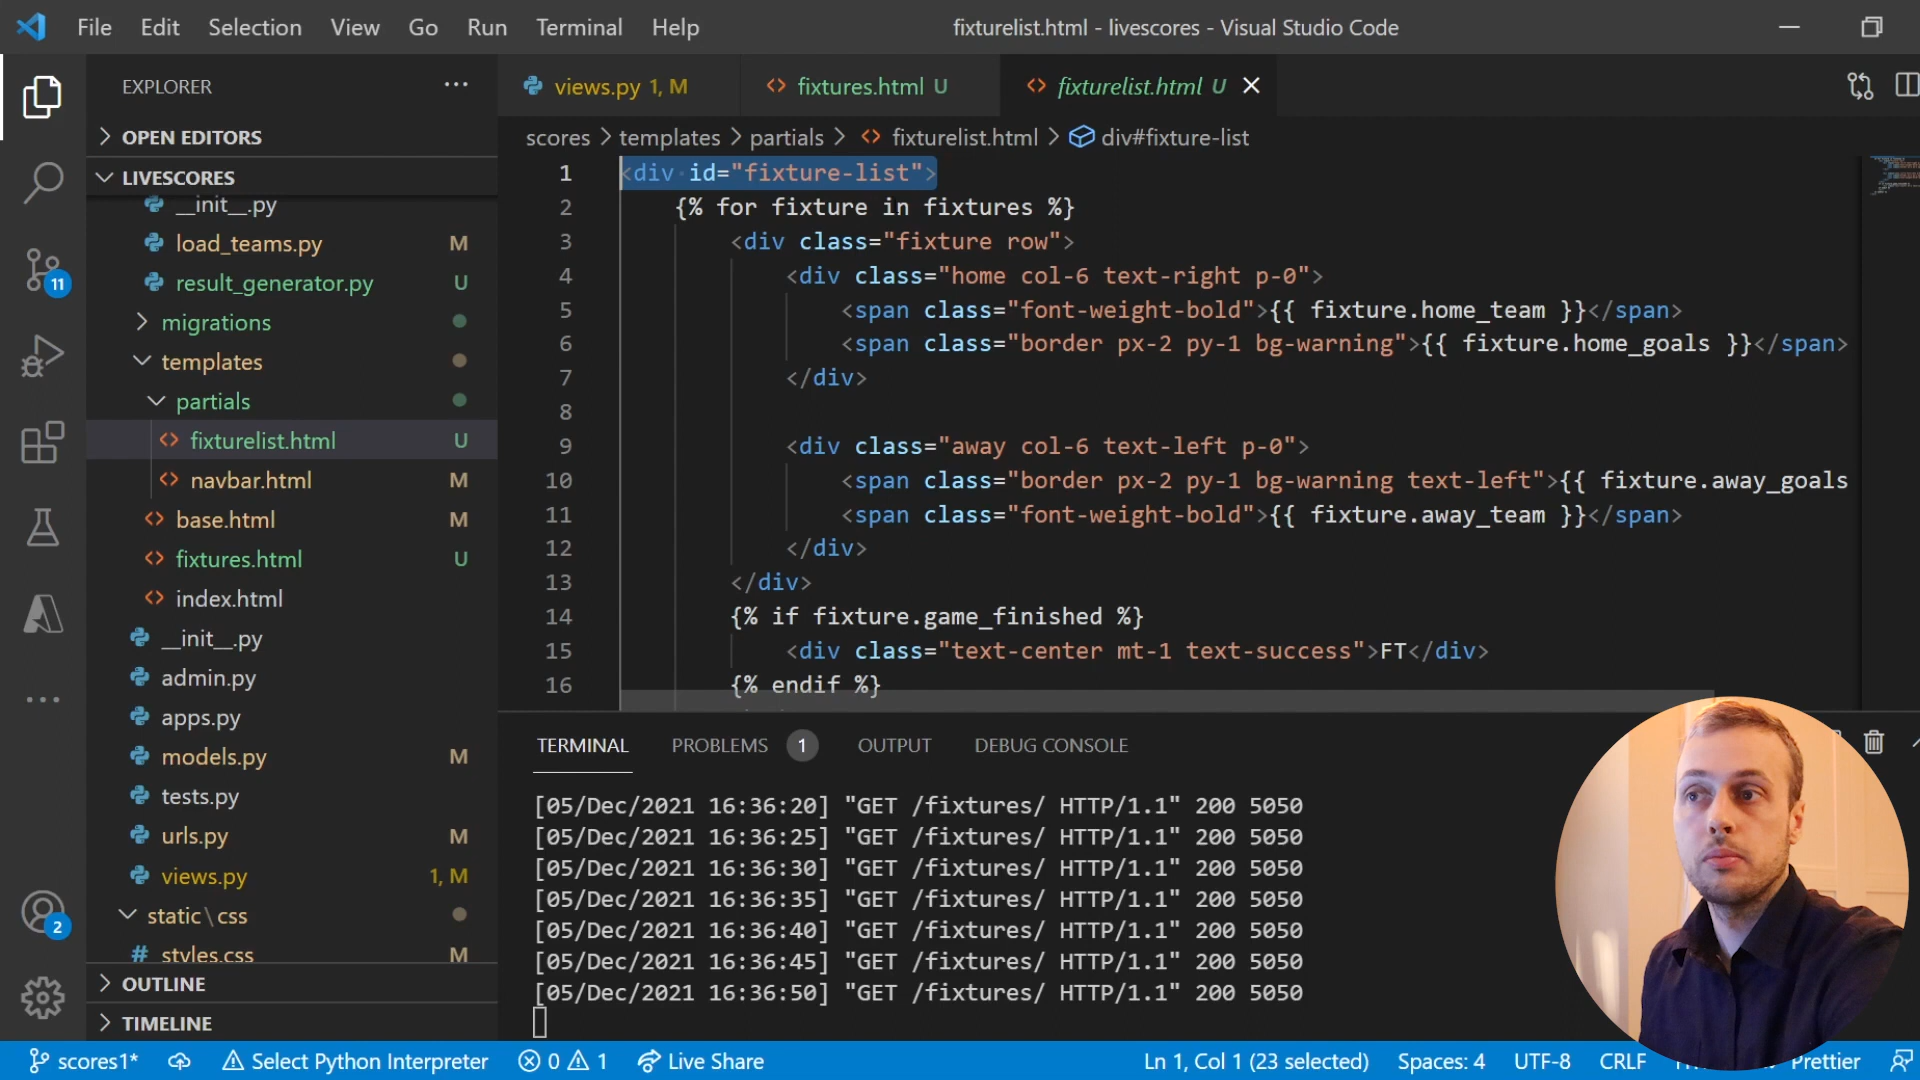 File Edit Selection View Go Run Terminal Help
fixturelist.html - livescores - Visual Studio Code
EXPLORER
OPEN EDITORS
LIVESCORES
__init__.py
load_teams.py M
result_generator.py U
migrations
templates
partials
fixturelist.html U
navbar.html M
base.html M
fixtures.html U
index.html
__init__.py
admin.py
apps.py
models.py M
tests.py
urls.py M
views.py 1, M
static\css
styles.css M
OUTLINE
TIMELINE
11
2
views.py 1, M
fixtures.html U
fixturelist.html U
scores > templates > partials > fixturelist.html > div#fixture-list
1 <div id="fixture-list">
2 {% for fixture in fixtures %}
3 <div class="fixture row">
4 <div class="home col-6 text-right p-0">
5 <span class="font-weight-bold">{{ fixture.home_team }}</span>
6 <span class="border px-2 py-1 bg-warning">{{ fixture.home_goals }}</span>
7 </div>
8
9 <div class="away col-6 text-left p-0">
10 <span class="border px-2 py-1 bg-warning text-left">{{ fixture.away_goals
11 <span class="font-weight-bold">{{ fixture.away_team }}</span>
12 </div>
13 </div>
14 {% if fixture.game_finished %}
15 <div class="text-center mt-1 text-success">FT</div>
16 {% endif %}
TERMINAL PROBLEMS 1 OUTPUT DEBUG CONSOLE
[05/Dec/2021 16:36:20] "GET /fixtures/ HTTP/1.1" 200 5050
[05/Dec/2021 16:36:25] "GET /fixtures/ HTTP/1.1" 200 5050
[05/Dec/2021 16:36:30] "GET /fixtures/ HTTP/1.1" 200 5050
[05/Dec/2021 16:36:35] "GET /fixtures/ HTTP/1.1" 200 5050
[05/Dec/2021 16:36:40] "GET /fixtures/ HTTP/1.1" 200 5050
[05/Dec/2021 16:36:45] "GET /fixtures/ HTTP/1.1" 200 5050
[05/Dec/2021 16:36:50] "GET /fixtures/ HTTP/1.1" 200 5050
scores1* Select Python Interpreter 0 1 Live Share Ln 1, Col 1 (23 selected) Spaces: 4 UTF-8 CRLF Prettier